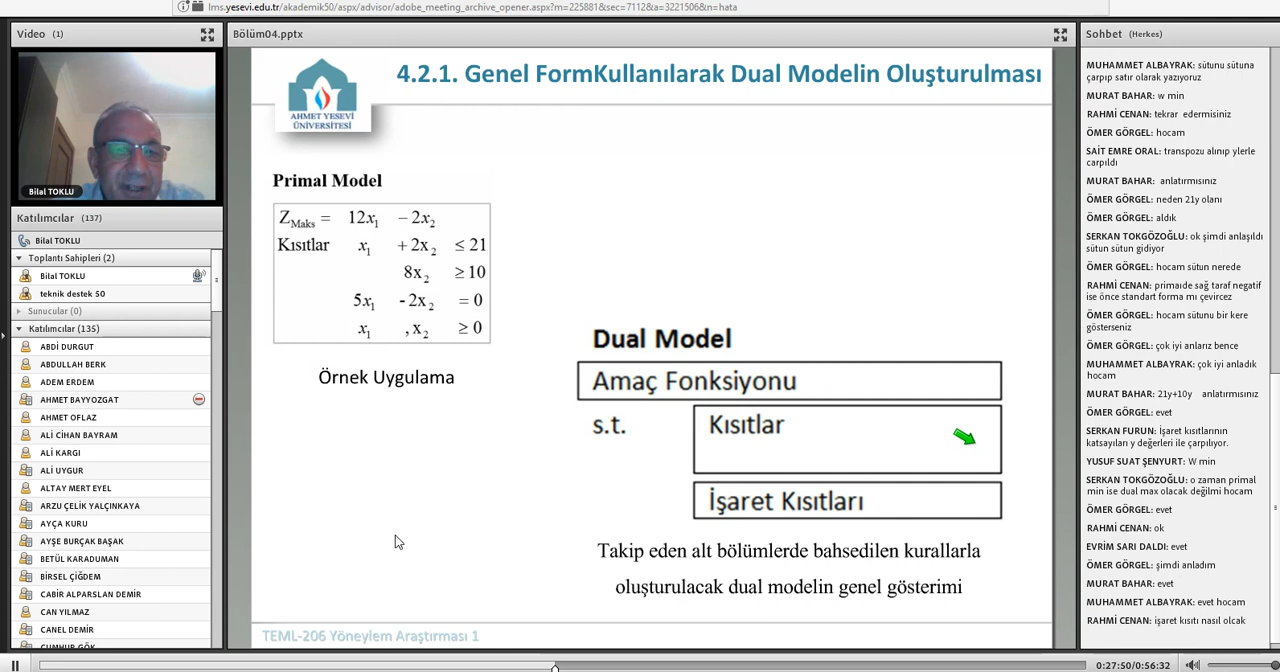 lms.yesevi.edu.tr/akademik50/aspx/advisor/adobe_meeting_archive_opener.aspx?m=225881&sec=7112&a=3221506&n=hata
Video (1)
Bilal TOKLU
Katılımcılar (137)
Bilal TOKLU
Toplantı Sahipleri (2)
Bilal TOKLU
teknik destek 50
Sunucular (0)
Katılımcılar (135)
ABDİ DURGUT
ABDULLAH BERK
ADEM ERDEM
AHMET BAYYOZGAT
AHMET OFLAZ
ALİ CİHAN BAYRAM
ALİ KARGI
ALİ UYGUR
ALTAY MERT EYEL
ARZU ÇELİK YALÇINKAYA
AYÇA KURU
AYŞE BURÇAK BAŞAK
BETÜL KARADUMAN
BİRSEL ÇİĞDEM
CABİR ALPARSLAN DEMİR
CAN YILMAZ
CANEL DEMİR
CUMHUR GÖK
Bölüm04.pptx
AHMET YESEVİ
ÜNİVERSİTESİ
4.2.1. Genel FormKullanılarak Dual Modelin Oluşturulması
Primal Model
Z_Maks = 12x₁ − 2x₂
Kısıtlar x₁ + 2x₂ ≤ 21
8x₂ ≥ 10
5x₁ - 2x₂ = 0
x₁ , x₂ ≥ 0
Örnek Uygulama
Dual Model
Amaç Fonksiyonu
s.t. Kısıtlar
İşaret Kısıtları
Takip eden alt bölümlerde bahsedilen kurallarla
oluşturulacak dual modelin genel gösterimi
TEML-206 Yöneylem Araştırması 1
Sohbet (Herkes)
MUHAMMET ALBAYRAK: sütunu sütuna
çarpıp satır olarak yazıyoruz
MURAT BAHAR: w min
RAHMİ CENAN: tekrar edermisiniz
ÖMER GÖRGEL: hocam
SAİT EMRE ORAL: transpozu alınıp ylerle
carpıldı
MURAT BAHAR: anlatırmısınız
ÖMER GÖRGEL: neden 21y olanı
ÖMER GÖRGEL: aldık
SERKAN TOKGÖZOĞLU: ok şimdi anlaşıldı
sütun sütun gidiyor
ÖMER GÖRGEL: hocam sütun nerede
RAHMİ CENAN: primaıde sağ taraf negatif
ise önce standart forma mı çevircez
ÖMER GÖRGEL: hocam sütunu bir kere
gösterseniz
ÖMER GÖRGEL: çok iyi anlarız bence
MUHAMMET ALBAYRAK: çok iyi anladık
hocam
MURAT BAHAR: 21y+10y anlatırmısınız
ÖMER GÖRGEL: evet
SERKAN FURUN: İşaret kısıtlarının
katsayıları y değerleri ile çarpılıyor.
YUSUF SUAT ŞENYURT: W min
SERKAN TOKGÖZOĞLU: o zaman primal
min ise dual max olacak değilmi hocam
ÖMER GÖRGEL: evet
RAHMİ CENAN: ok
EVRİM SARI DALDI: evet
ÖMER GÖRGEL: şimdi anladım
MURAT BAHAR: evet
MUHAMMET ALBAYRAK: evet hocam
RAHMİ CENAN: işaret kısıtı nasıl olcak
0:27:50/0:56:32